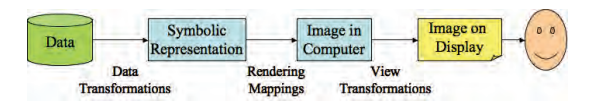 Data
Symbolic
Representation
Image in
Computer
Image on
Display
Data
Transformations
Rendering
Mappings
View
Transformations